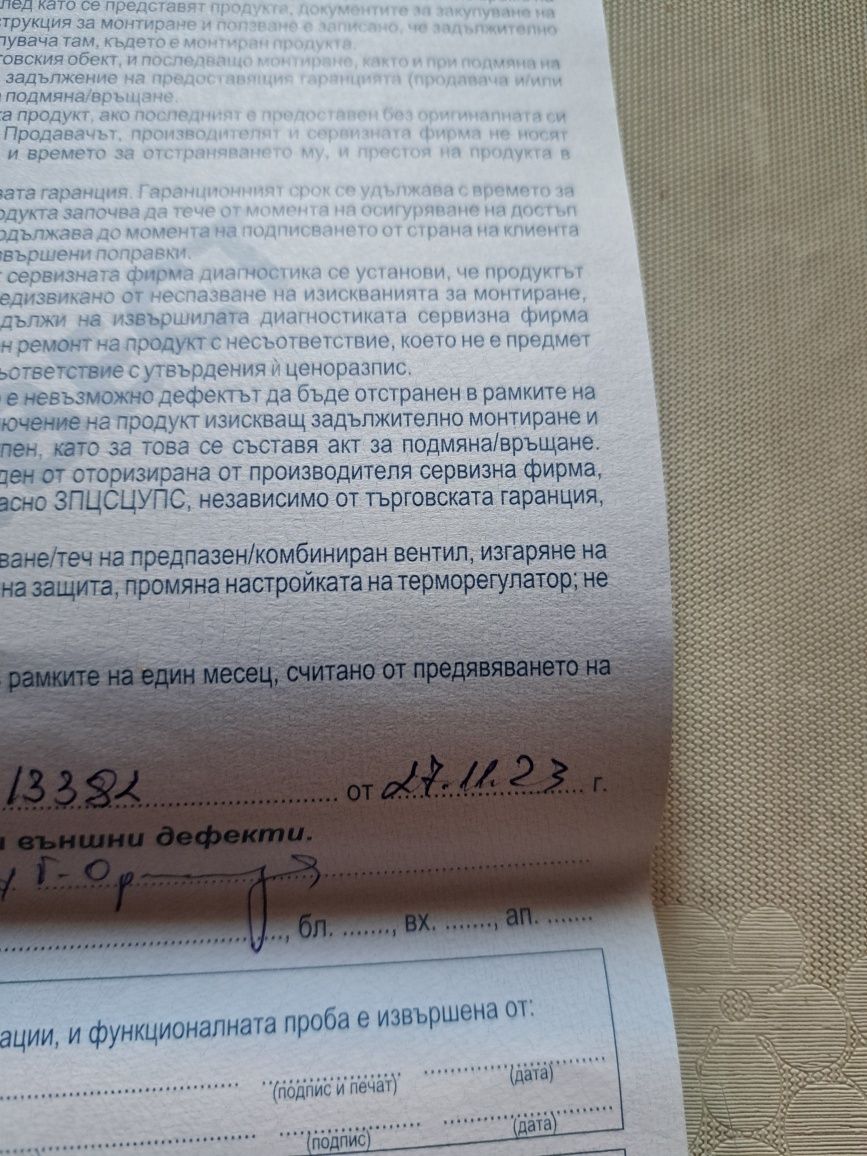 след като се представят продукта, документите за закупуване на
струкция за монтиране и ползване е записано, че задължително
пувача там, където е монтиран продукта.
говския обект, и последващо монтиране, както и при подмяна на
задължение на предоставящия гаранцията (продавача и/или
подмяна/връщане.
ка продукт, ако последният е предоставен без оригиналната си
Продавачът, производителят и сервизната фирма не носят
и времето за отстраняването му, и престоя на продукта в
вата гаранция. Гаранционният срок се удължава с времето за
одукта започва да тече от момента на осигуряване на достъп
одължава до момента на подписването от страна на клиента
звършени поправки.
т сервизната фирма диагностика се установи, че продуктът
едизвикано от неспазване на изискванията за монтиране,
дължи на извършилата диагностиката сервизна фирма
н ремонт на продукт с несъответствие, което не е предмет
ъответствие с утвърдения ѝ ценоразпис.
е невъзможно дефектът да бъде отстранен в рамките на
ючение на продукт изискващ задължително монтиране и
пен, като за това се съставя акт за подмяна/връщане.
ден от оторизирана от производителя сервизна фирма,
асно ЗПЦСЦУПС, независимо от търговската гаранция,
ване/теч на предпазен/комбиниран вентил, изгаряне на
на защита, промяна настройката на терморегулатор; не
рамките на един месец, считано от предявяването на
13382 от 27.11.23 г.
и външни дефекти.
, бл. ......., вх. ......., ап. .......
ации, и функционалната проба е извършена от:
(подпис и печат) (дата)
(подпис) (дата)